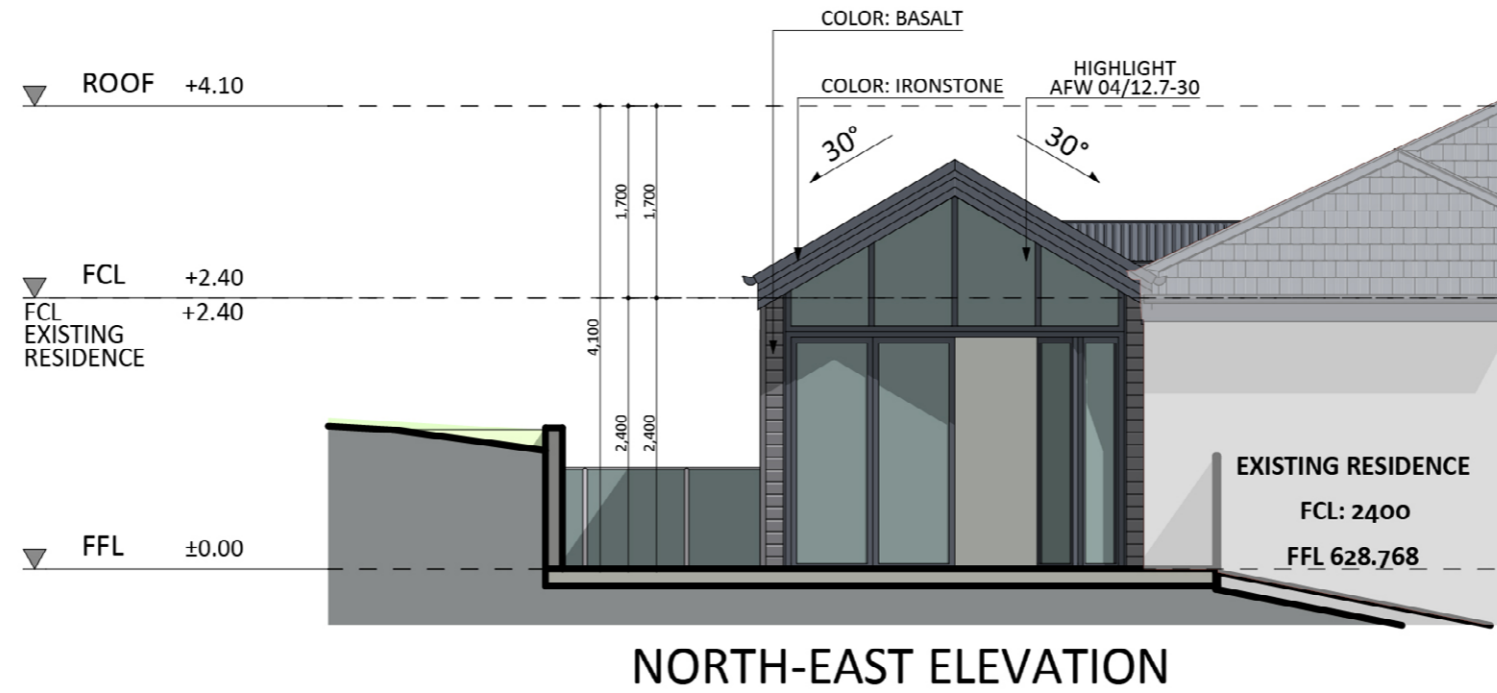 COLOR: BASALT
ROOF +4.10
COLOR: IRONSTONE
HIGHLIGHT
AFW 04/12.7-30
30°
30°
1,700
1,700
FCL +2.40
FCL +2.40
EXISTING
RESIDENCE
4,100
2,400
2,400
EXISTING RESIDENCE
FCL: 2400
FFL 628.768
FFL ±0.00
NORTH-EAST ELEVATION